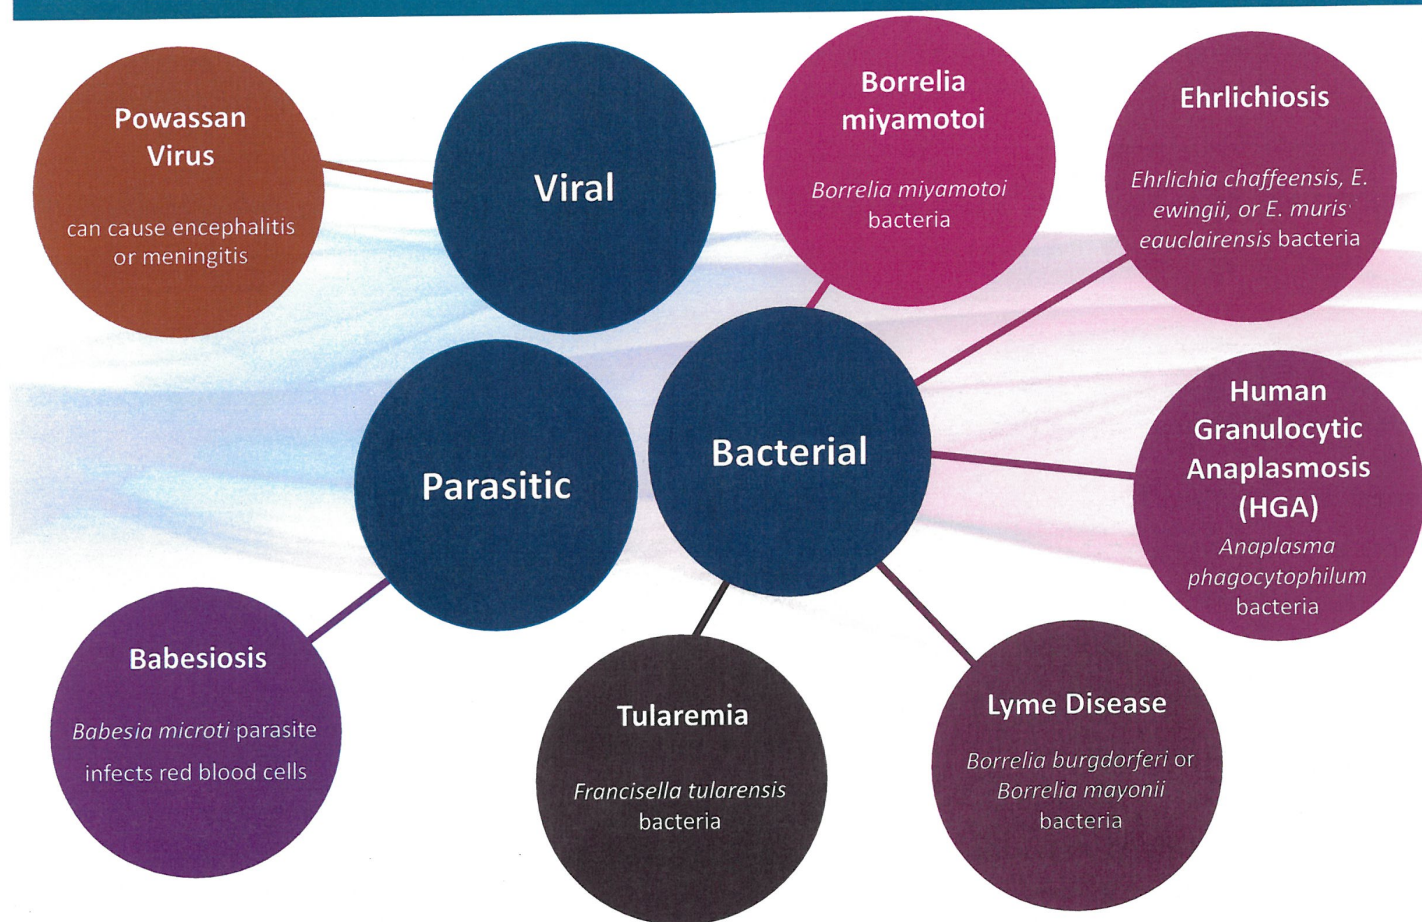 Powassan
Virus
can cause encephalitis
or meningitis
Viral
Borrelia
miyamotoi
Borrelia miyamotoi
bacteria
Ehrlichiosis
Ehrlichia chaffeensis, E.
ewingii, or E. muris
eauclairensis bacteria
Parasitic
Bacterial
Human
Granulocytic
Anaplasmosis
(HGA)
Anaplasma
phagocytophilum
bacteria
Babesiosis
Babesia microti parasite
infects red blood cells
Tularemia
Francisella tularensis
bacteria
Lyme Disease
Borrelia burgdorferi or
Borrelia mayonii
bacteria